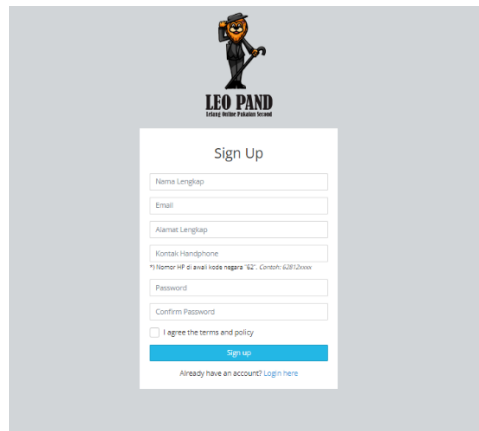 LEO PAND
Lelang Online Pakaian Second
Sign Up
Nama Lengkap
Email
Alamat Lengkap
Kontak Handphone
*) Nomor HP di awali kode negara "62". Contoh: 62812xxxx
Password
Confirm Password
I agree the terms and policy
Sign up
Already have an account? Login here